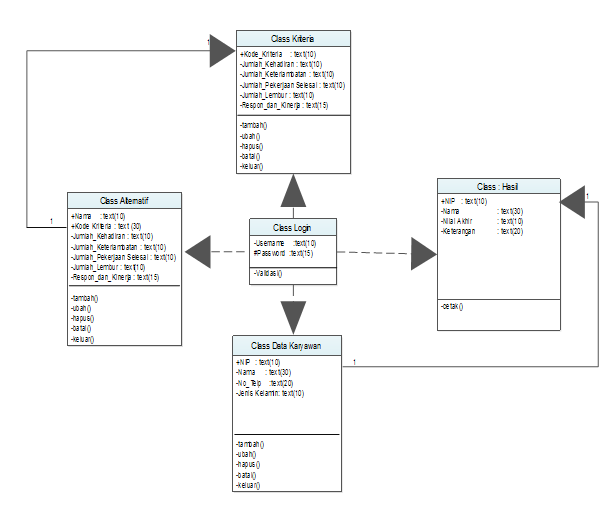 Class Kriteria
+Kode_Kriteria : text(10)
-Jumlah_Kehadiran : text(10)
-Jumlah_Keterlambatan : text(10)
-Jumlah_Pekerjaan Selesai : text(10)
-Jumlah_Lembur : text(10)
-Respon_dan_Kinerja : text(15)
-tambah()
-ubah()
-hapus()
-batal()
-keluar()
1
Class Alternatif
+Nama : text(10)
+Kode Kriteria : text (30)
-Jumlah_Kehadiran : text(10)
-Jumlah_Keterlambatan : text(10)
-Jumlah_Pekerjaan Selesai : text(10)
-Jumlah_Lembur : text(10)
-Respon_dan_Kinerja : text(15)
-tambah()
-ubah()
-hapus()
-batal()
-keluar()
1
Class Login
-Username :text(10)
#Password :text(15)
-Validasi()
Class : Hasil
+NIP : text(10)
-Nama : text(30)
-Nilai Akhir : text(10)
-Keterangan : text(20)
-cetak()
1
Class Data Karyawan
+NIP : text(10)
-Nama : text(30)
-No_Telp :text(20)
-Jenis Kelamin: text(10)
-tambah()
-ubah()
-hapus()
-batal()
-keluar()
1